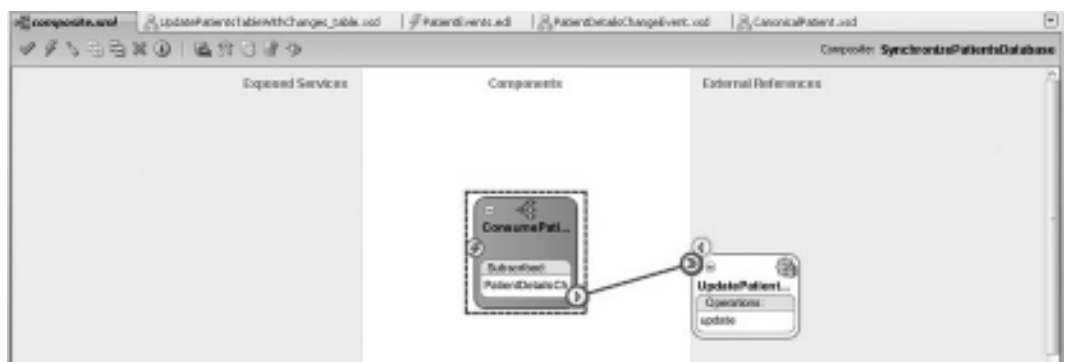 composite.xml UpdatePatientsTableWithChanges_table.xsd PatientEvents.edl PatientDetailsChangeEvent.xsd CanonicalPatient.xsd
Composite: SynchronizePatientsDatabase
Exposed Services Components External References
ConsumePati...
Subscribed:
PatientDetailsCh
UpdatePatient...
Operations:
update